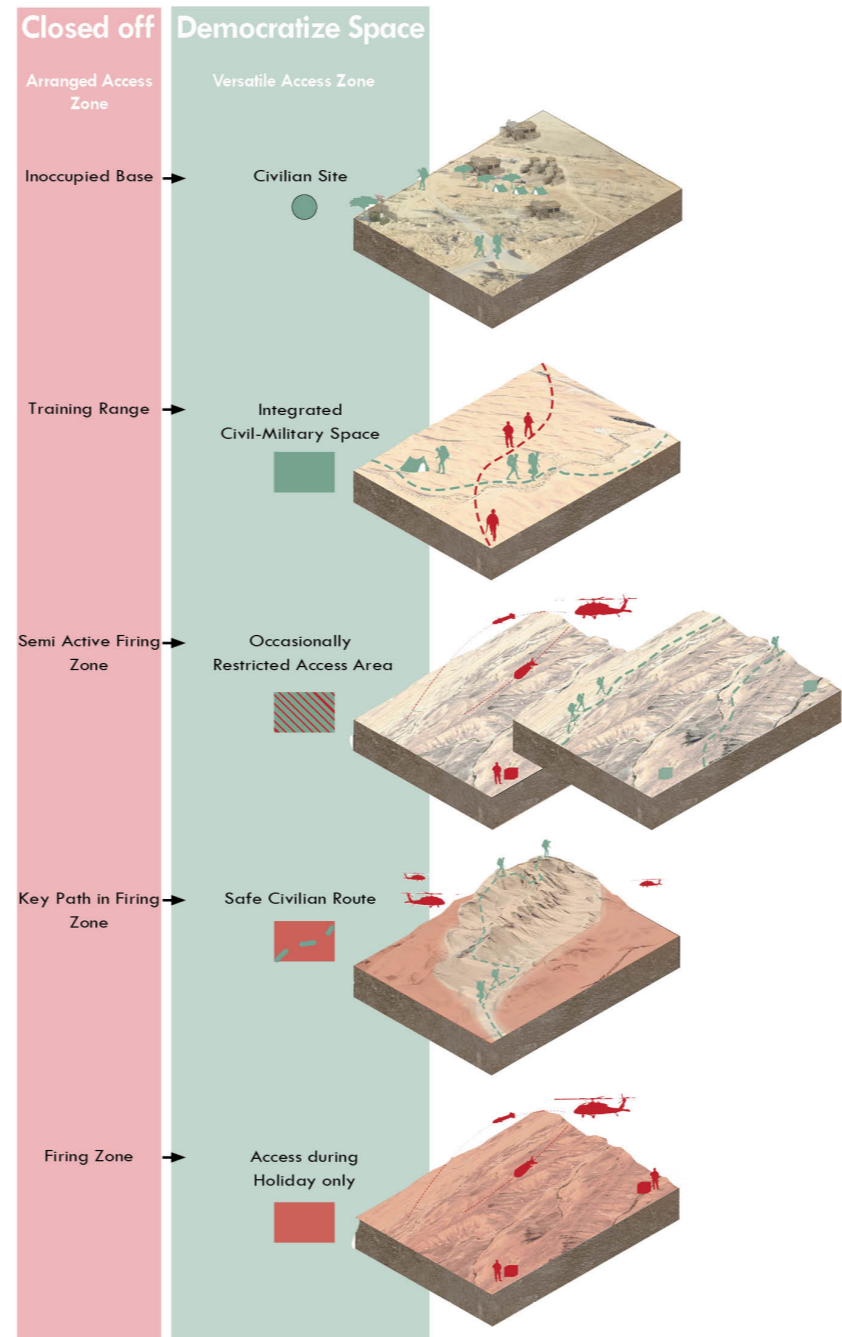 Closed off
Democratize Space
Arranged Access
Zone
Versatile Access Zone
Inoccupied Base
Civilian Site
Training Range
Integrated
Civil-Military Space
Semi Active Firing
Zone
Occasionally
Restricted Access Area
Key Path in Firing
Zone
Safe Civilian Route
Firing Zone
Access during
Holiday only